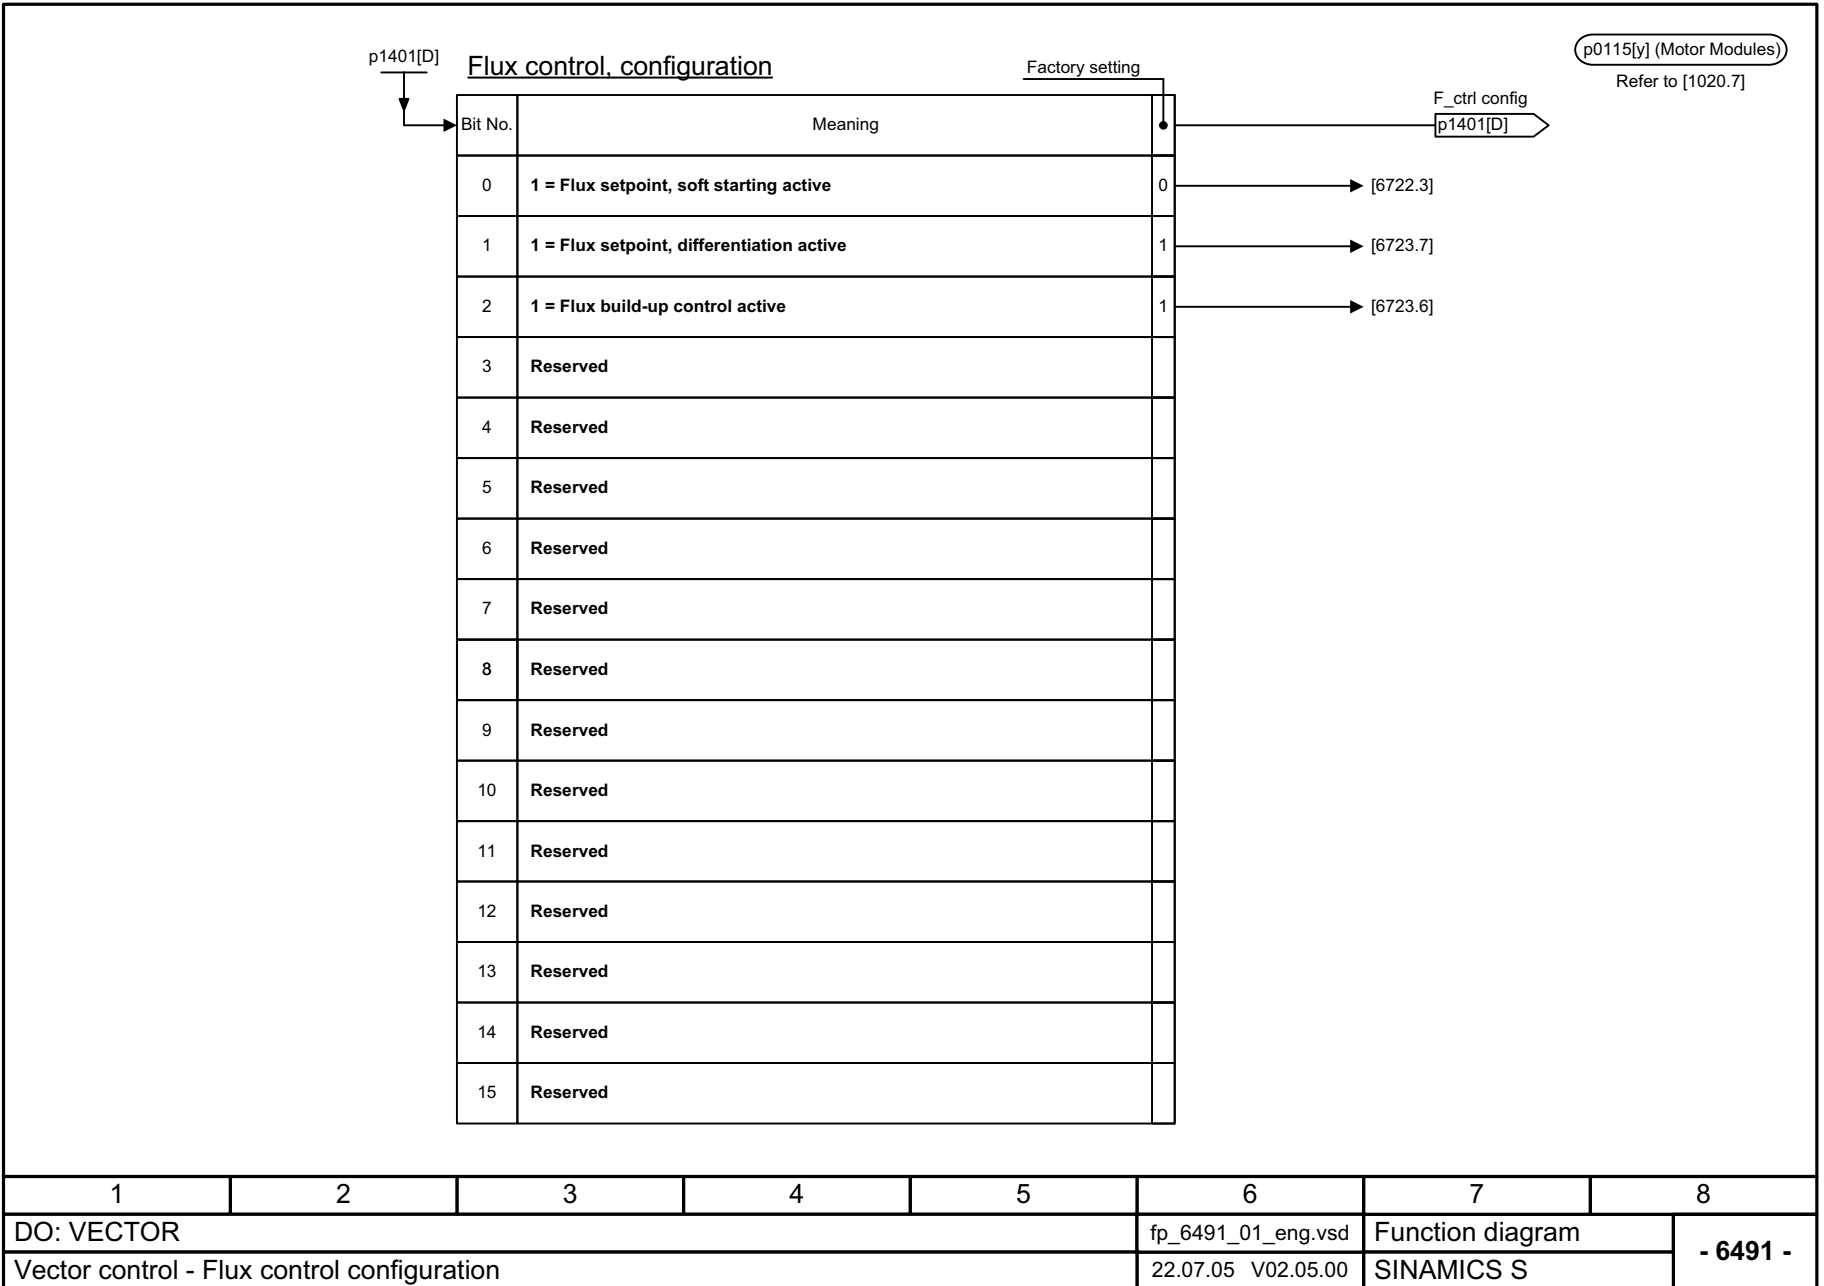 p1401[D]
Flux control, configuration
Factory setting
p0115[y] (Motor Modules)
Refer to [1020.7]
F_ctrl config
p1401[D]
Bit No. Meaning
0 1 = Flux setpoint, soft starting active 0 [6722.3]
1 1 = Flux setpoint, differentiation active 1 [6723.7]
2 1 = Flux build-up control active 1 [6723.6]
3 Reserved
4 Reserved
5 Reserved
6 Reserved
7 Reserved
8 Reserved
9 Reserved
10 Reserved
11 Reserved
12 Reserved
13 Reserved
14 Reserved
15 Reserved
1 2 3 4 5 6 7 8
DO: VECTOR fp_6491_01_eng.vsd Function diagram
- 6491 -
Vector control - Flux control configuration 22.07.05 V02.05.00 SINAMICS S